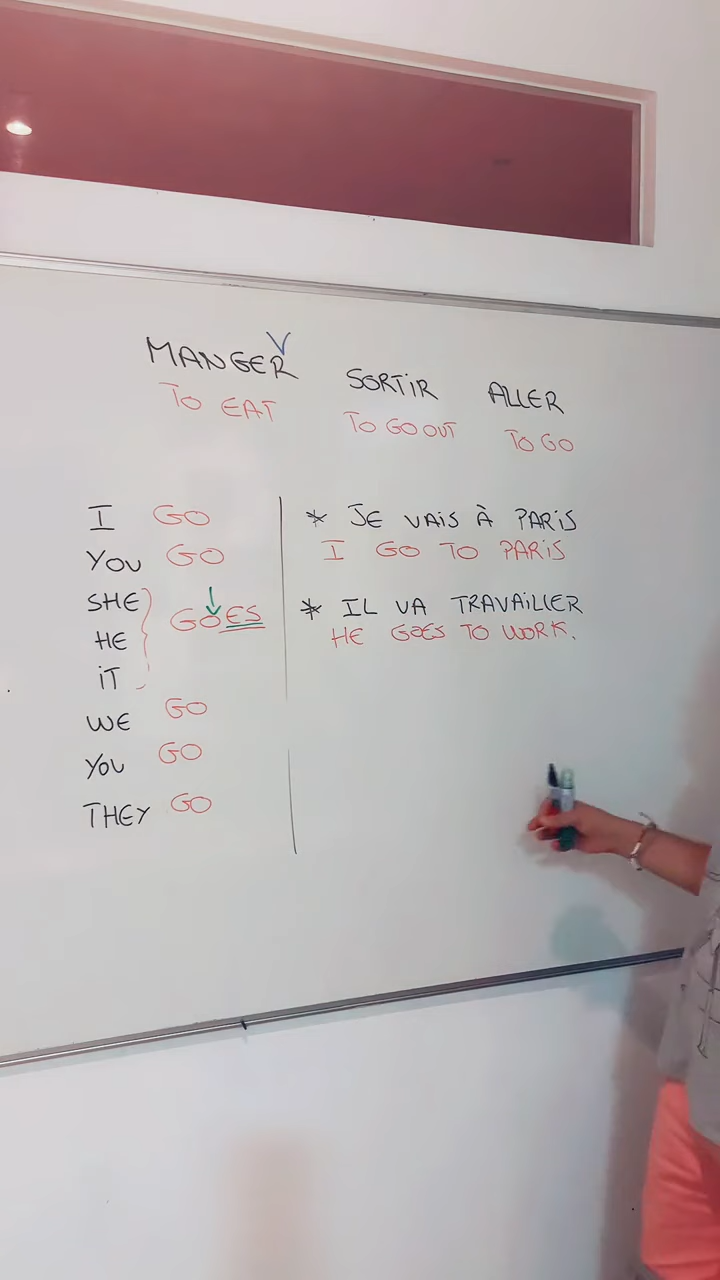 MANGER SORTIR ALLER
TO EAT TO GO OUT TO GO
I GO
YOU GO
SHE
HE GOES
IT
WE GO
YOU GO
THEY GO
* JE VAIS À PARIS
I GO TO PARIS
* IL VA TRAVAILLER
HE GOES TO WORK.